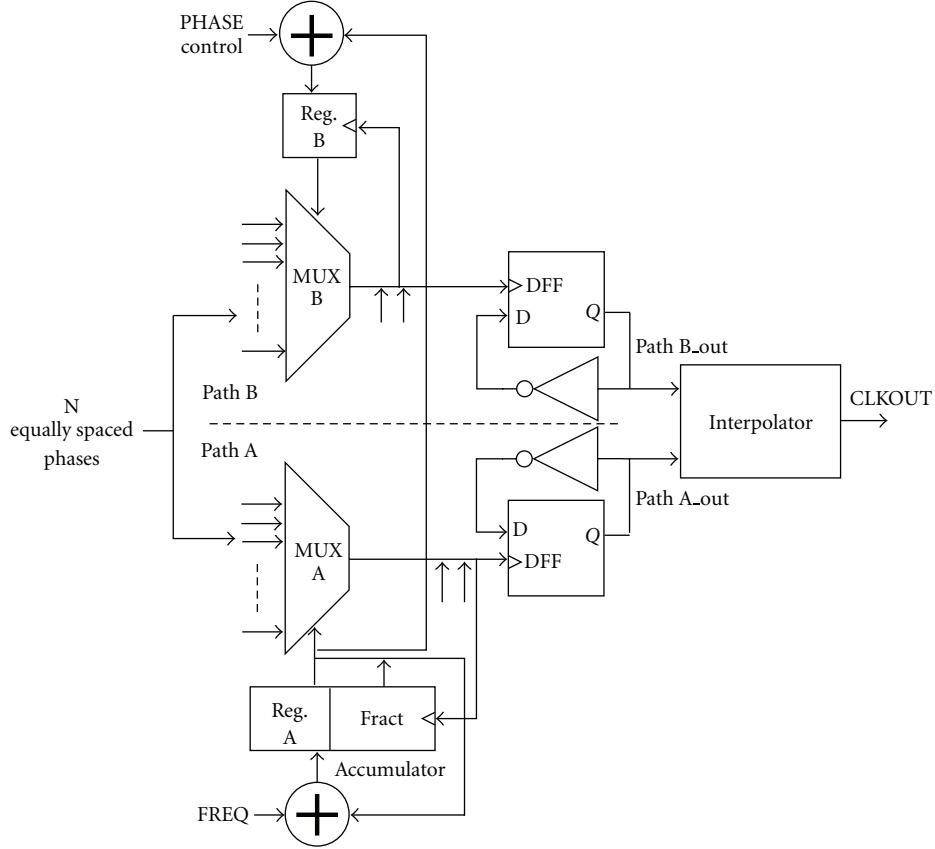 PHASE
control
Reg.
B
MUX
B
DFF
D
Q
Path B_out
Path B
N
equally spaced
phases
Path A
Interpolator
CLKOUT
Path A_out
D
Q
DFF
MUX
A
Reg.
A
Fract
Accumulator
FREQ